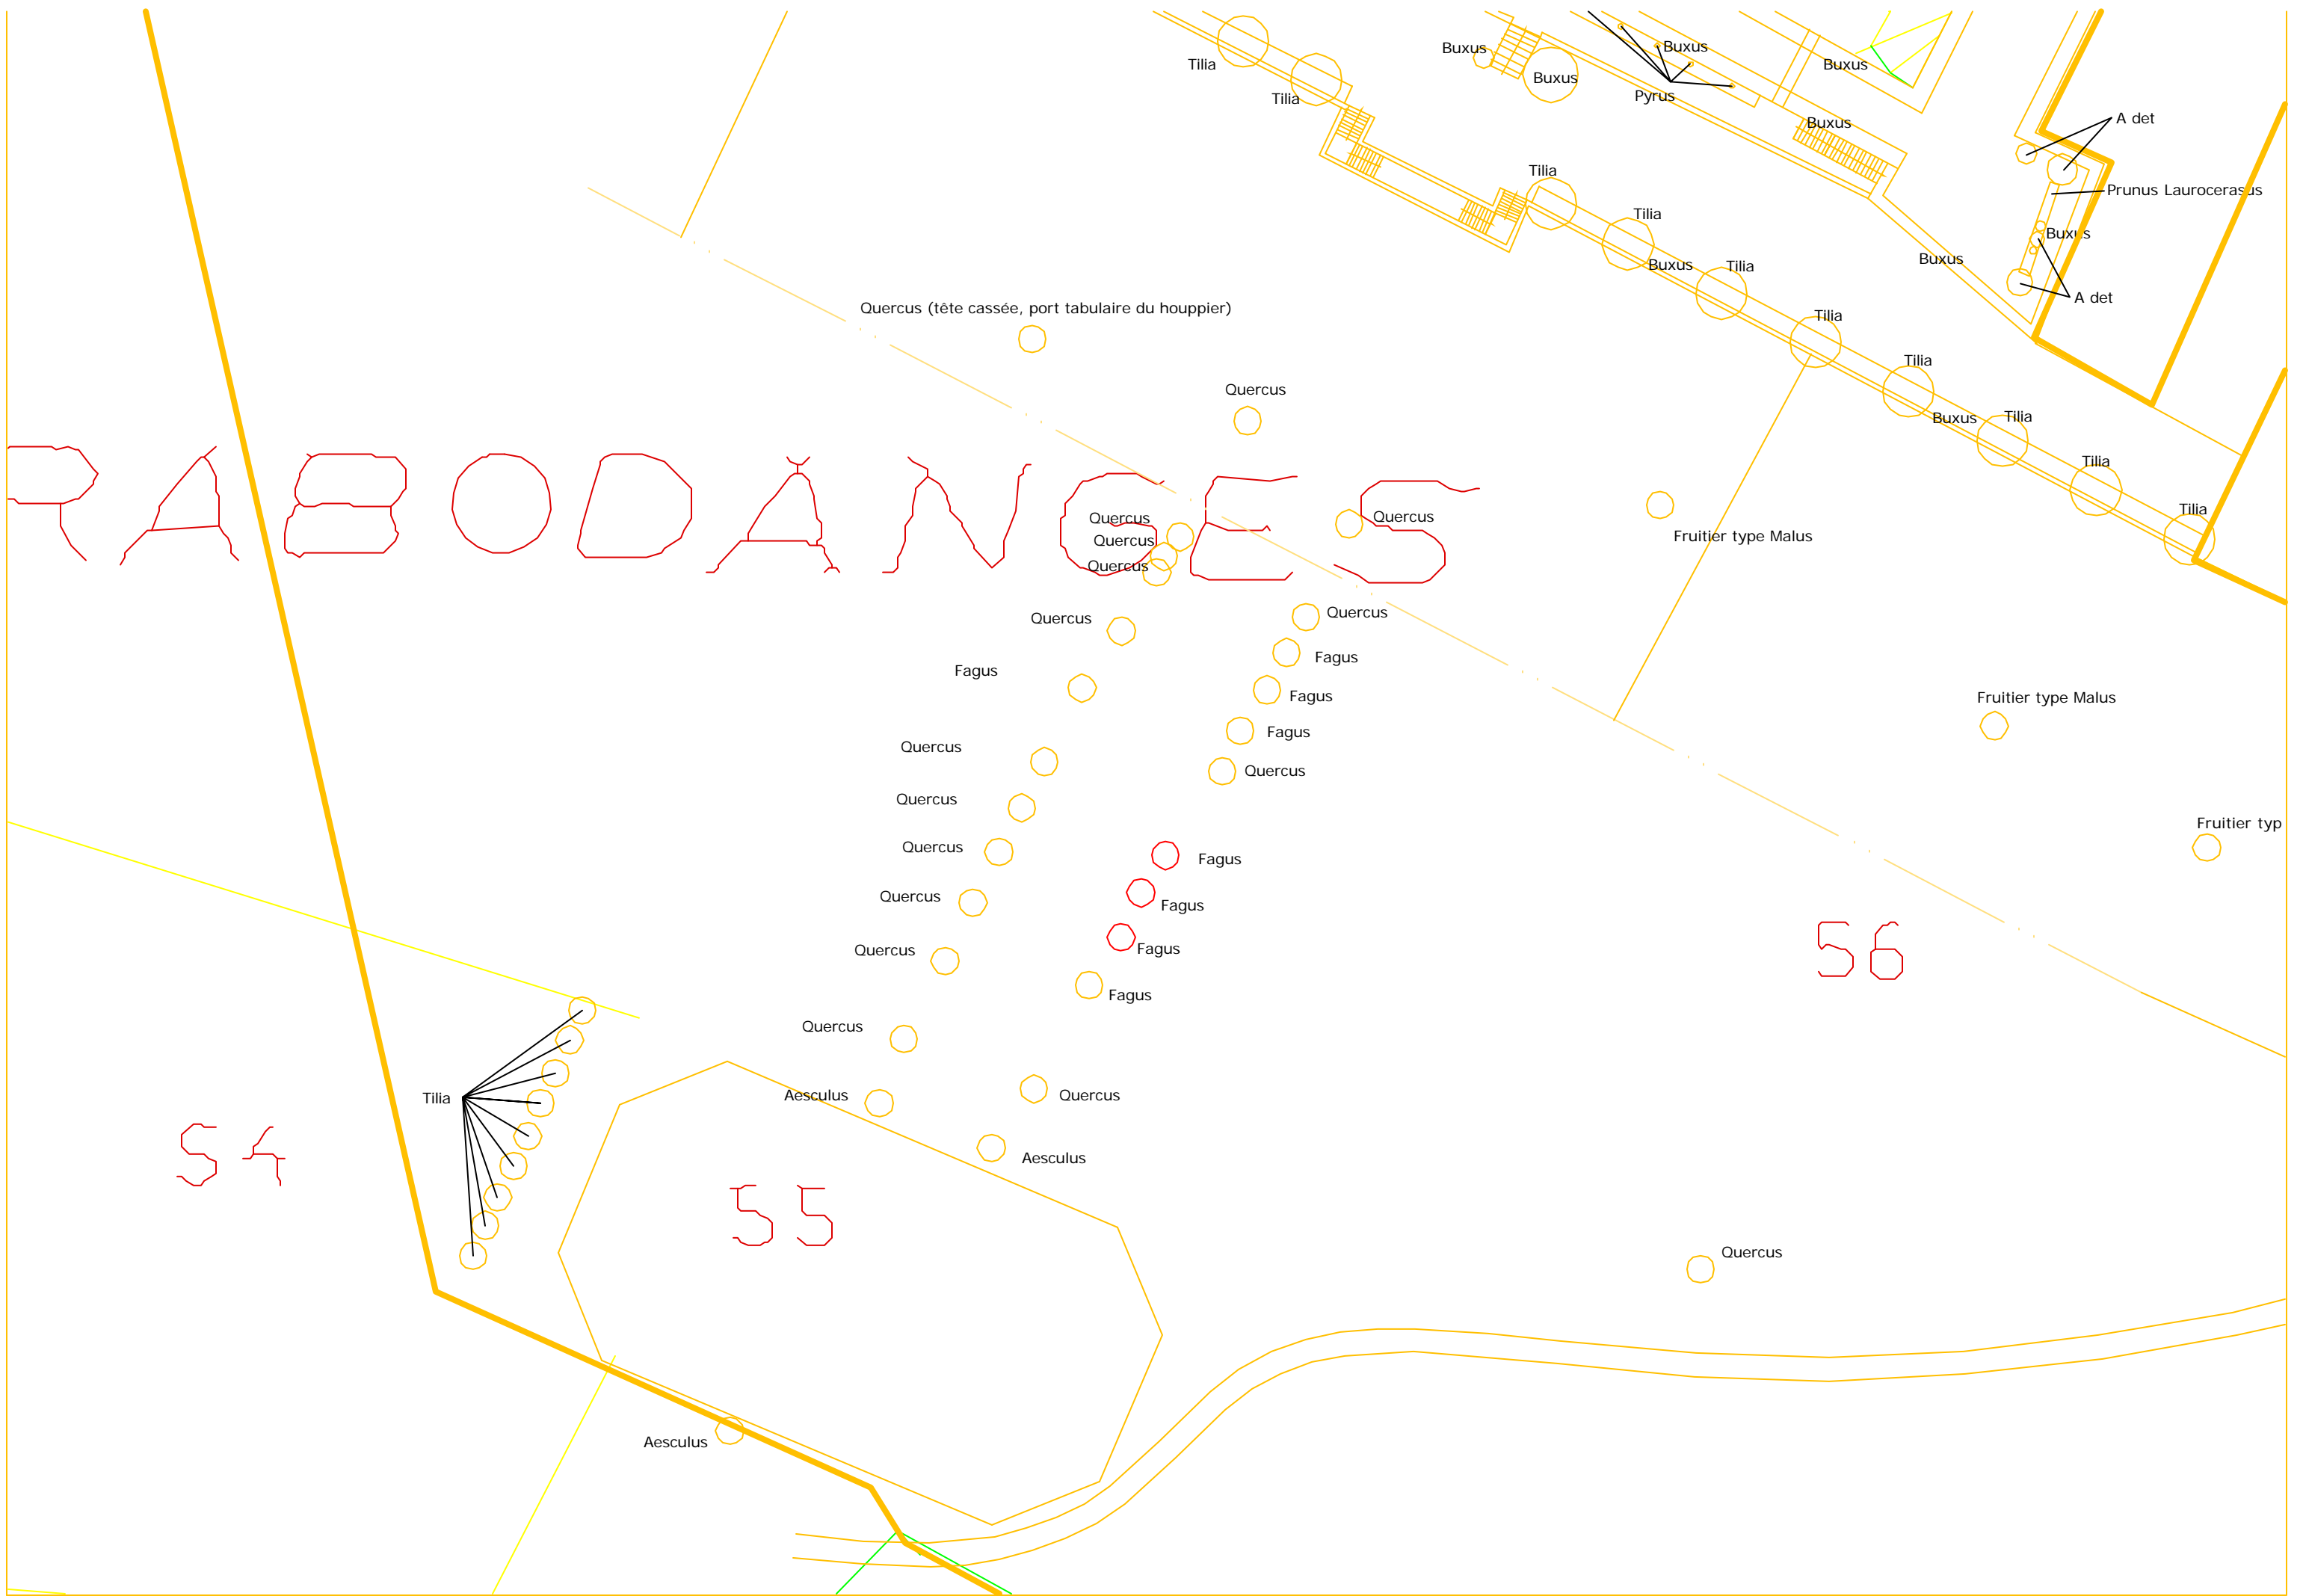 Buxus
Buxus
Tilia
Buxus
Buxus
Tilia
Pyrus
A det
Buxus
Tilia
Prunus Laurocerasus
Tilia
Buxus
Buxus
Buxus
Tilia
A det
Quercus (tête cassée, port tabulaire du houppier)
Tilia
Tilia
Quercus
Buxus
Tilia
Tilia
RABODANGES
Tilia
Quercus
Quercus
Quercus
Fruitier type Malus
Quercus
Quercus
Quercus
Fagus
Fagus
Fagus
Fruitier type Malus
Fagus
Quercus
Quercus
Quercus
Fruitier typ
Quercus
Fagus
Quercus
Fagus
Quercus
Fagus
56
Fagus
Quercus
Aesculus
Quercus
Tilia
54
Aesculus
55
Quercus
Aesculus